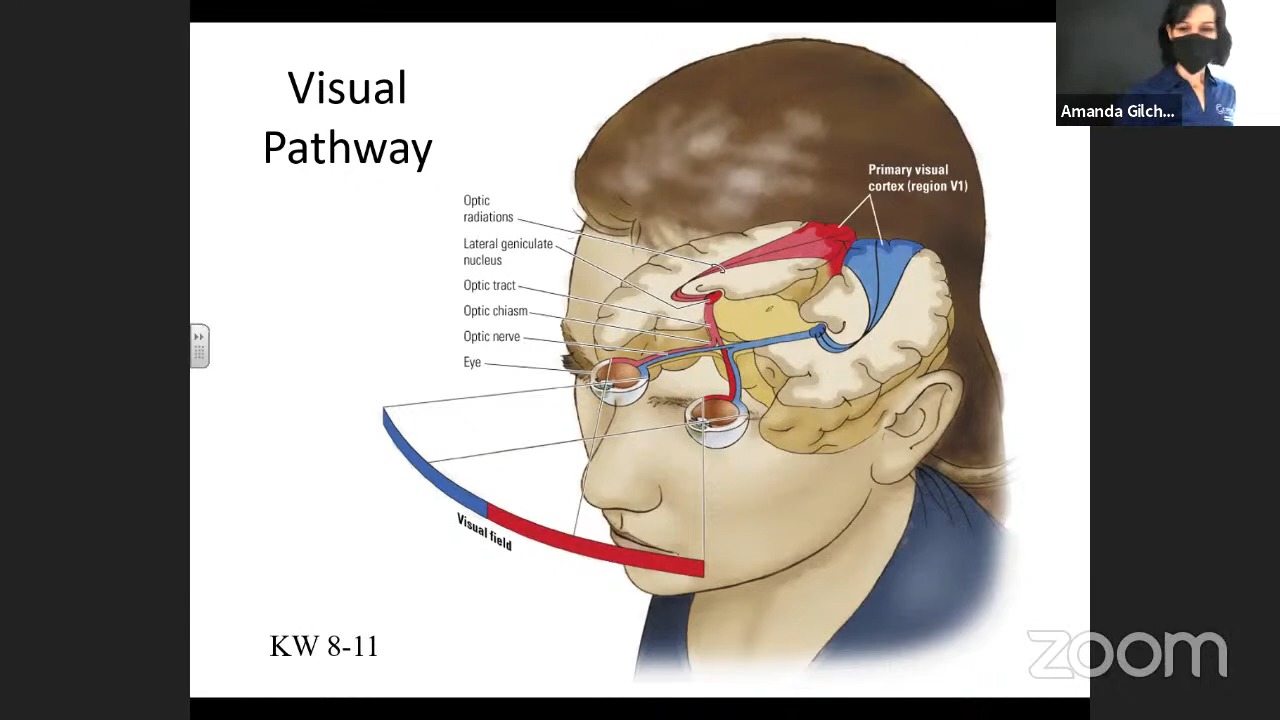 Visual
Pathway
Amanda Gilch...
Primary visual
cortex (region V1)
Optic
radiations
Lateral geniculate
nucleus
Optic tract
Optic chiasm
Optic nerve
Eye
Visual field
KW 8-11
zoom